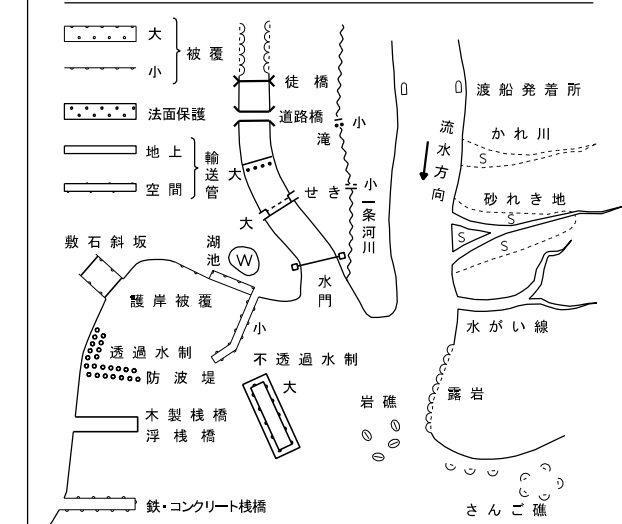 大
小
被覆
法面保護
地上
空間
輸送管
徒橋
道路橋
小
滝
大
せき
小
大
一条河川
流水方向
渡船発着所
かれ川
S
砂れき地
S
S
S
敷石斜坂
湖池
W
水門
護岸被覆
小
水がい線
透過水制
不透過水制
防波堤
大
岩礁
露岩
木製桟橋
浮桟橋
鉄・コンクリート桟橋
さんご礁